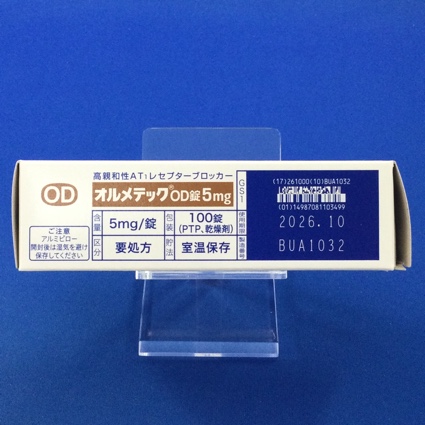 OD
ご注意
アルミピロー
開封後は湿気を避け
保存してください
高親和性AT₁レセプターブロッカー
オルメテック®OD錠5mg
含量 5mg/錠 包装 100錠
(PTP、乾燥剤)
区分 要処方 貯法 室温保存
GS1
使用期限
製造番号
(17)261000(10)BUA1032
(01)14987081103499
2026.10
BUA1032